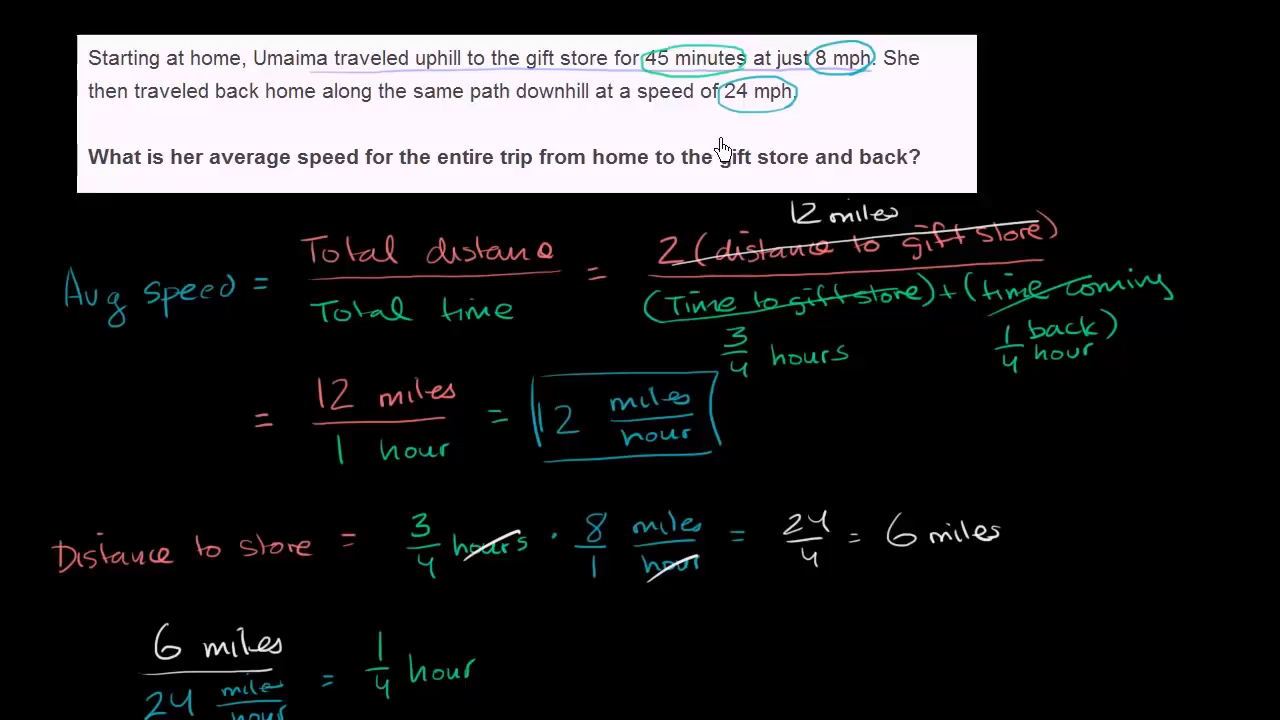 Starting at home, Umaima traveled uphill to the gift store for 45 minutes at just 8 mph. She
then traveled back home along the same path downhill at a speed of 24 mph.
What is her average speed for the entire trip from home to the gift store and back?
12 miles
Avg speed = Total distance / Total time = 2 (distance to gift store) / (Time to gift store) + (time coming back)
3/4 hours 1/4 hour
= 12 miles / 1 hour = 12 miles/hour
Distance to store = 3/4 hours · 8/1 miles/hour = 24/4 = 6 miles
6 miles / 24 miles/hour = 1/4 hour